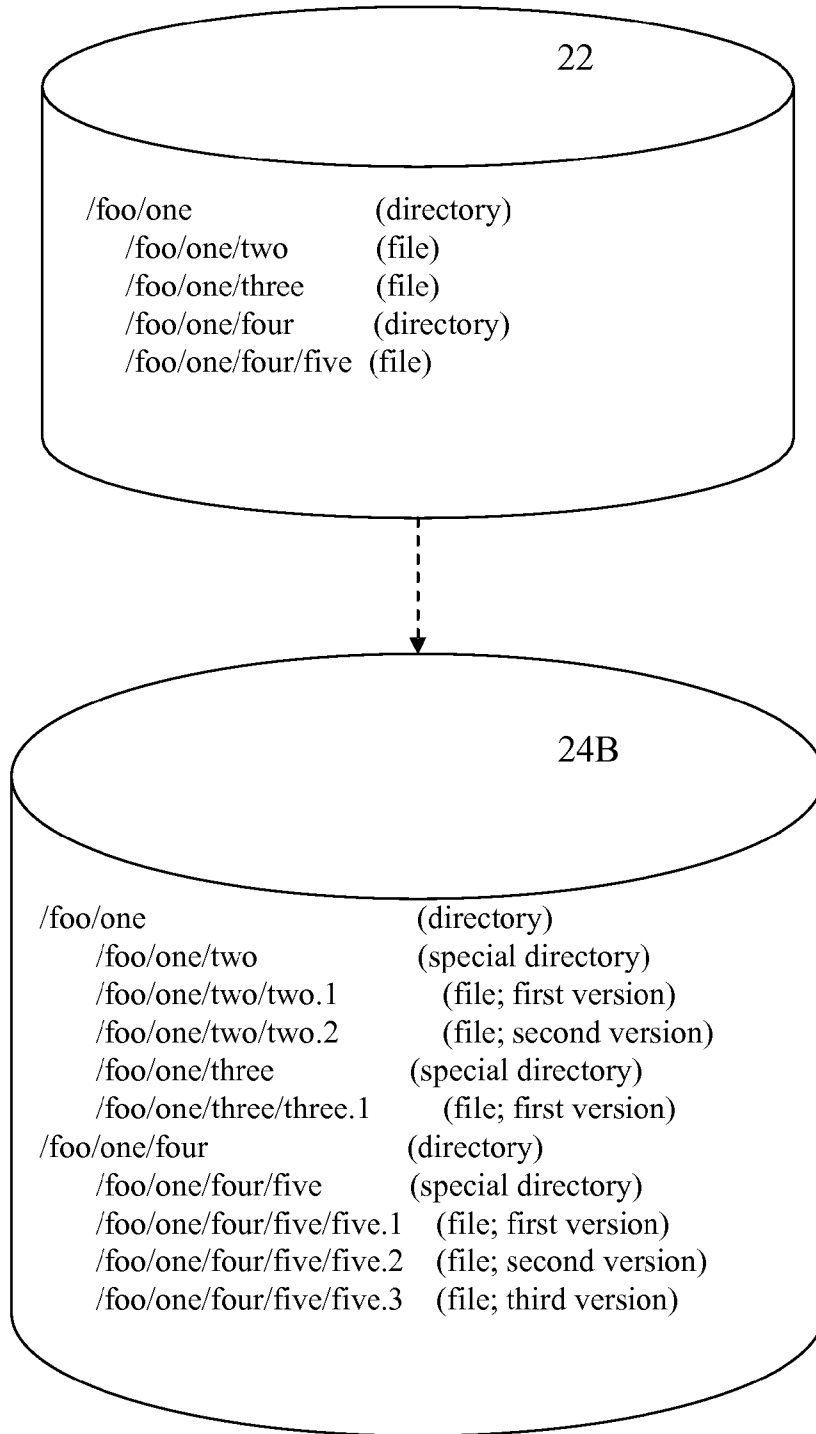 22
/foo/one (directory)
/foo/one/two (file)
/foo/one/three (file)
/foo/one/four (directory)
/foo/one/four/five (file)
24B
/foo/one (directory)
/foo/one/two (special directory)
/foo/one/two/two.1 (file; first version)
/foo/one/two/two.2 (file; second version)
/foo/one/three (special directory)
/foo/one/three/three.1 (file; first version)
/foo/one/four (directory)
/foo/one/four/five (special directory)
/foo/one/four/five/five.1 (file; first version)
/foo/one/four/five/five.2 (file; second version)
/foo/one/four/five/five.3 (file; third version)